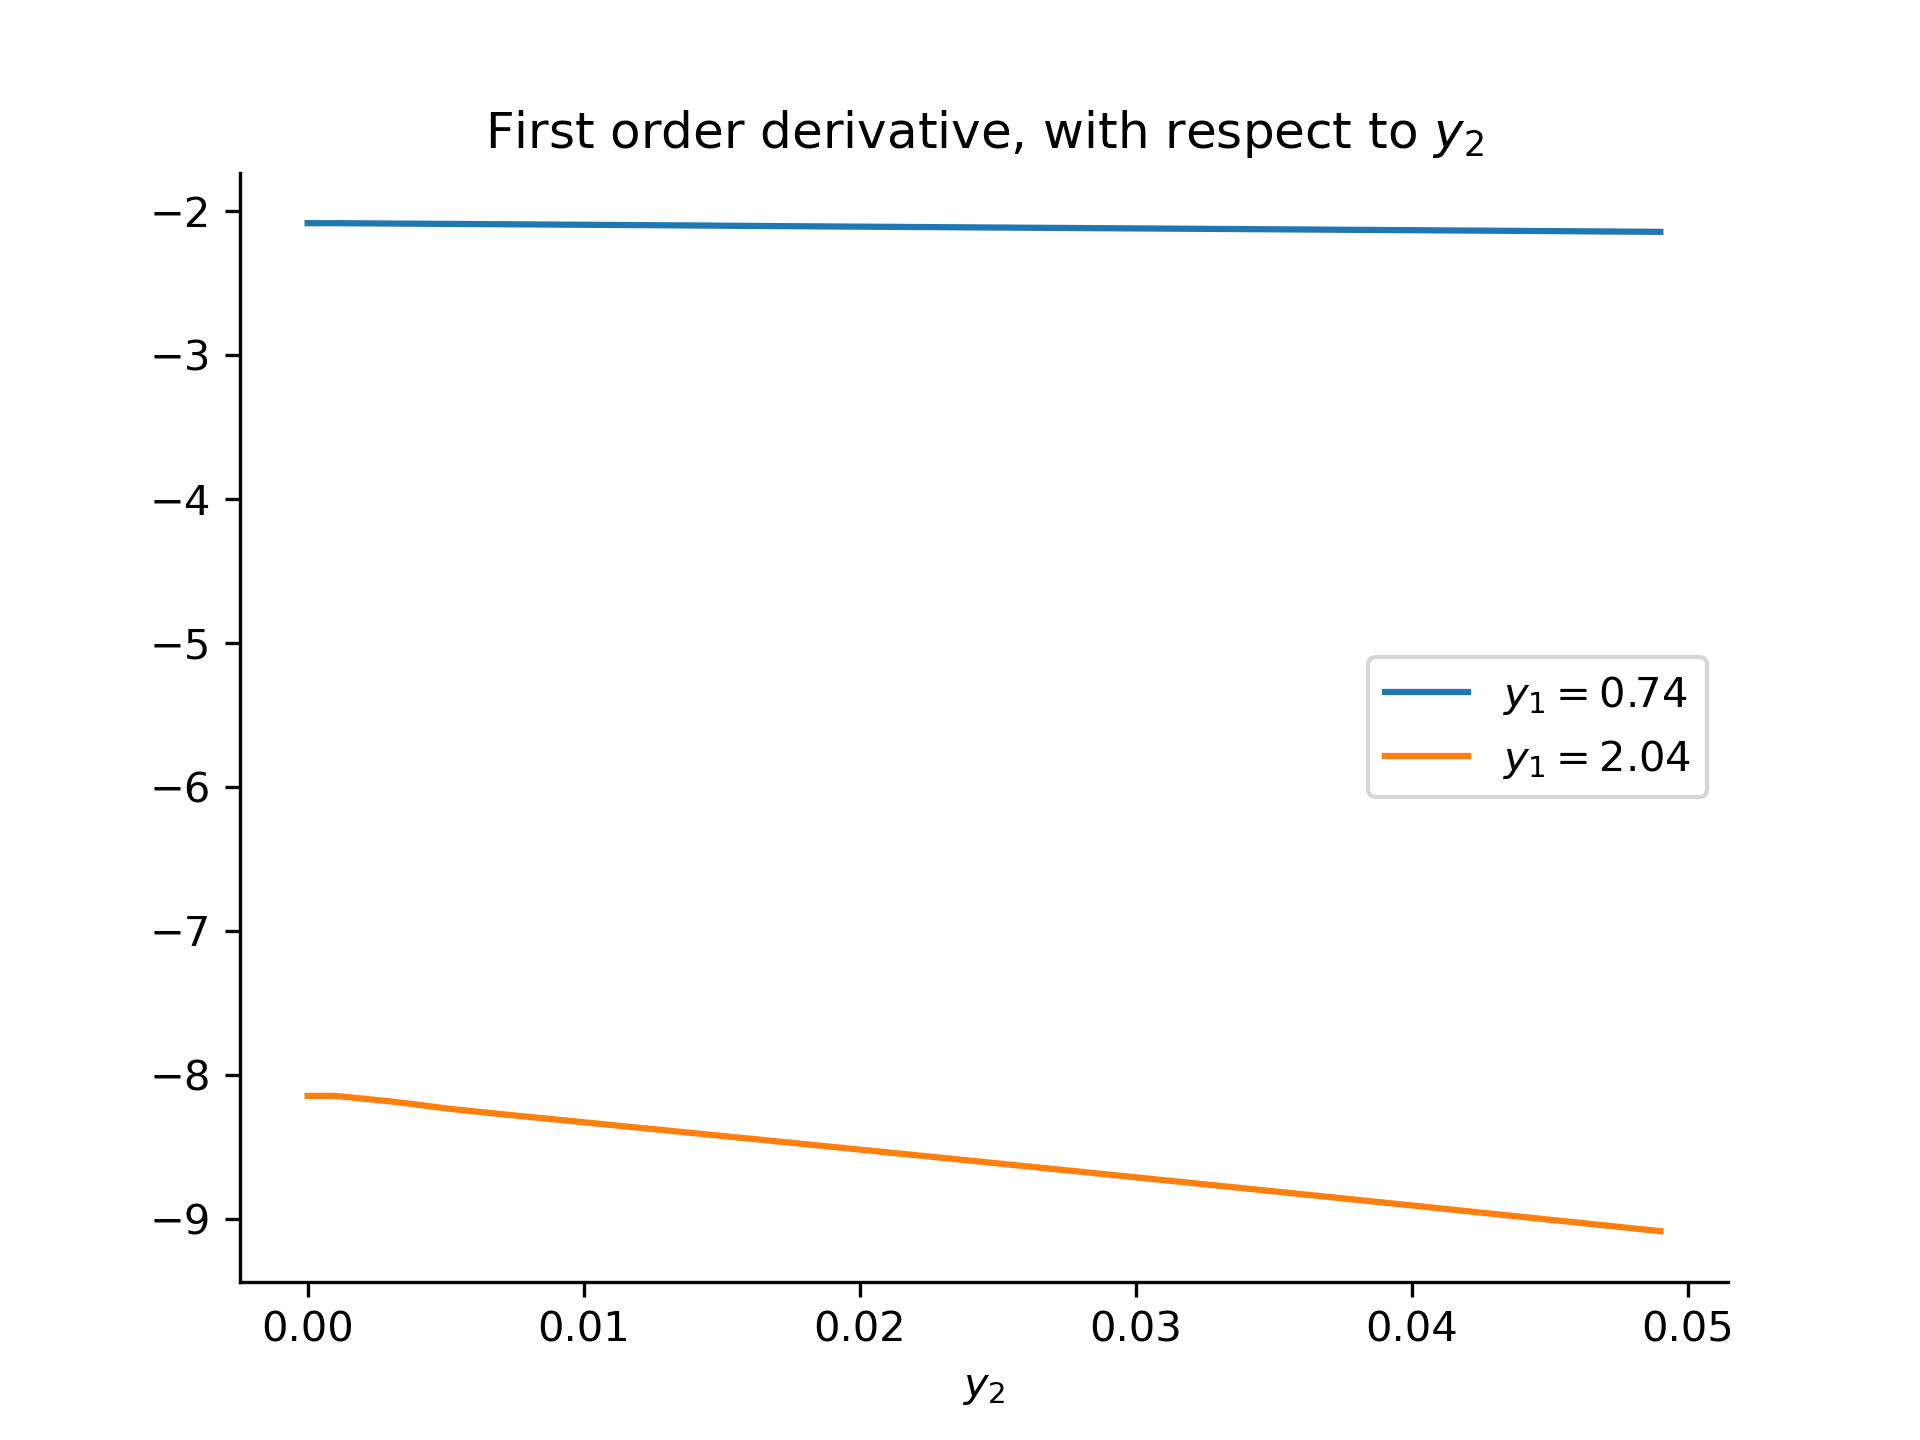 First order derivative, with respect to y₂
−2
−3
−4
−5
−6
−7
−8
−9
y₁ = 0.74
y₁ = 2.04
0.00 0.01 0.02 0.03 0.04 0.05
y₂